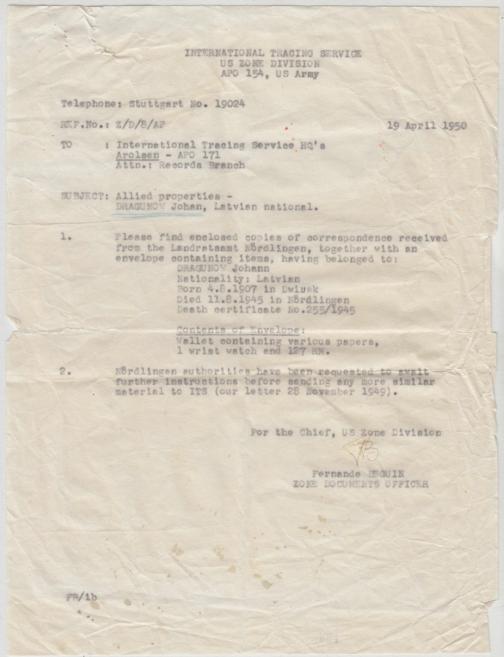 INTERNATIONAL TRACING SERVICE
US ZONE DIVISION
APO 154, US Army
Telephone: Stuttgart No. 19024
REF.No.: Z/D/8/AP
19 April 1950
TO : International Tracing Service HQ's
Arolsen - APO 171
Attn.: Records Branch
SUBJECT: Allied properties -
DRAGUNOW Johan, Latvian national.
1. Please find enclosed copies of correspondence received
from the Landratsamt Nördlingen, together with an
envelope containing items, having belonged to:
DRAGUNOW Johann
Nationality: Latvian
Born 4.8.1907 in Dwinsk
Died 11.8.1945 in Nördlingen
Death certificate No.255/1945
Contents of Envelope:
Wallet containing various papers,
1 wrist watch and 127 RM.
2. Nördlingen authorities have been requested to await
further instructions before sending any more similar
material to ITS (our letter 28 November 1949).
For the Chief, US Zone Division
Fernande
ZONE DOCUMENTS OFFICER